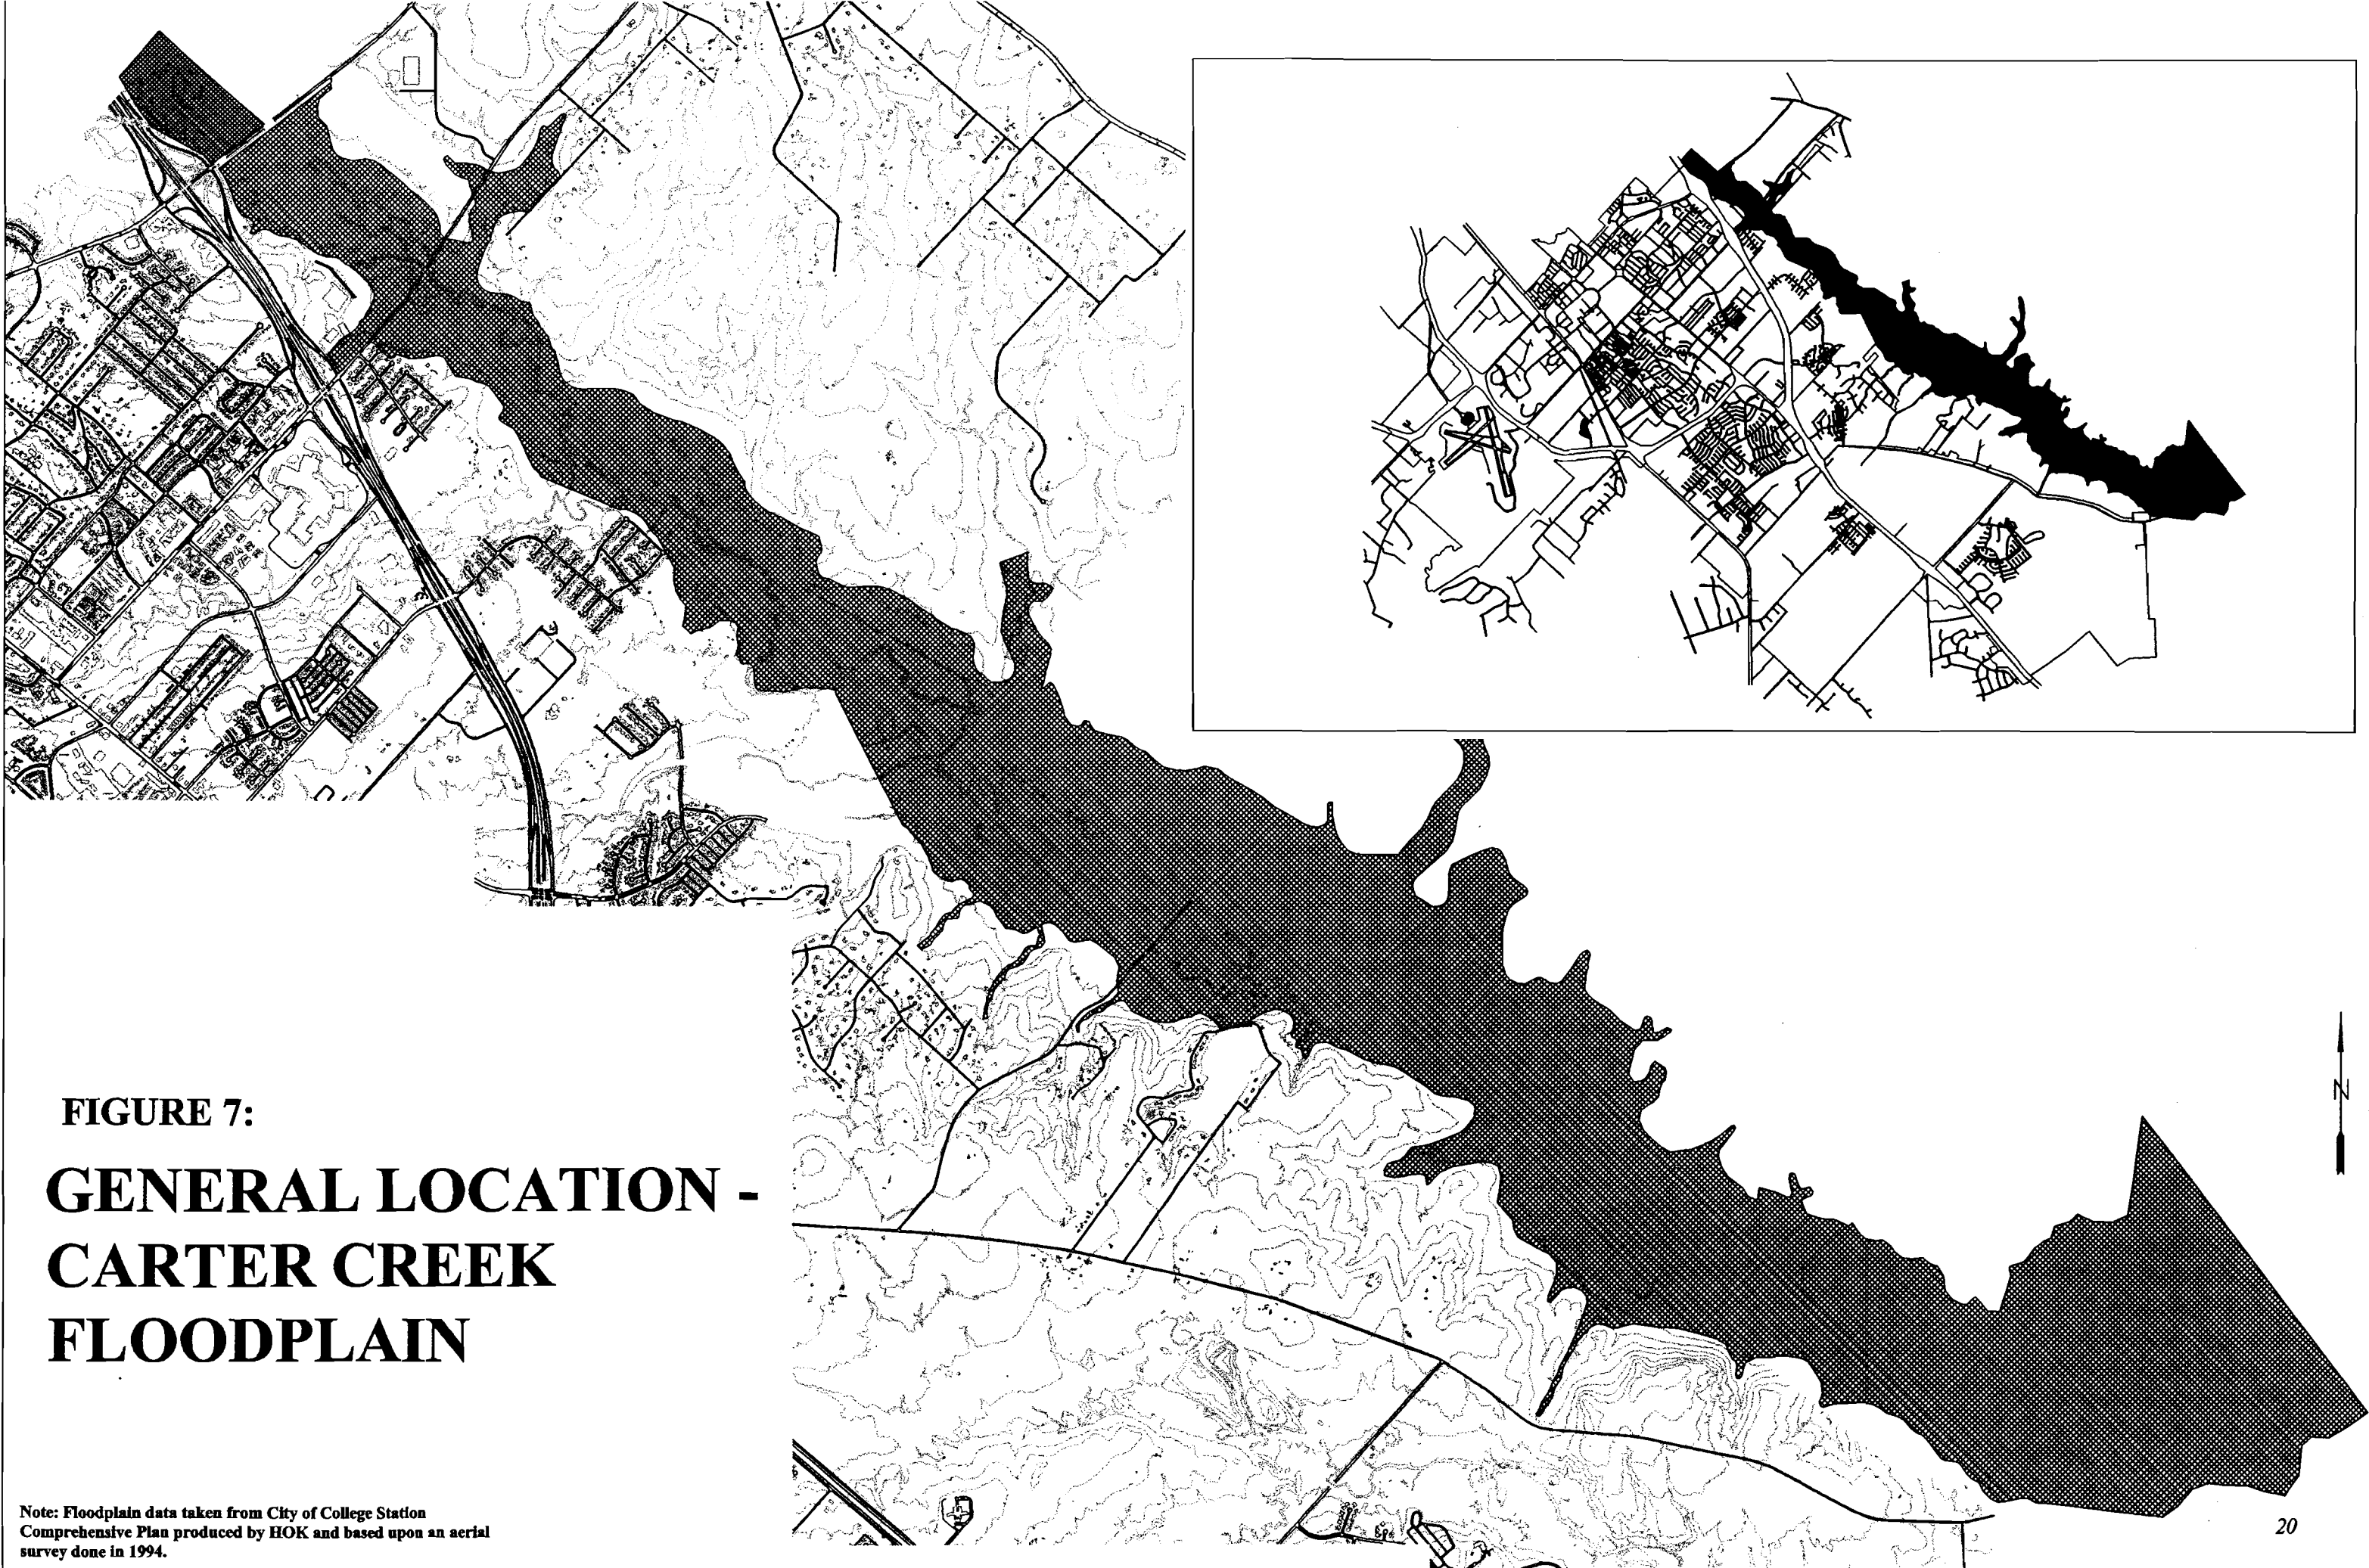 FIGURE 7:
GENERAL LOCATION -
CARTER CREEK
FLOODPLAIN
Note: Floodplain data taken from City of College Station
Comprehensive Plan produced by HOK and based upon an aerial
survey done in 1994.
N
20